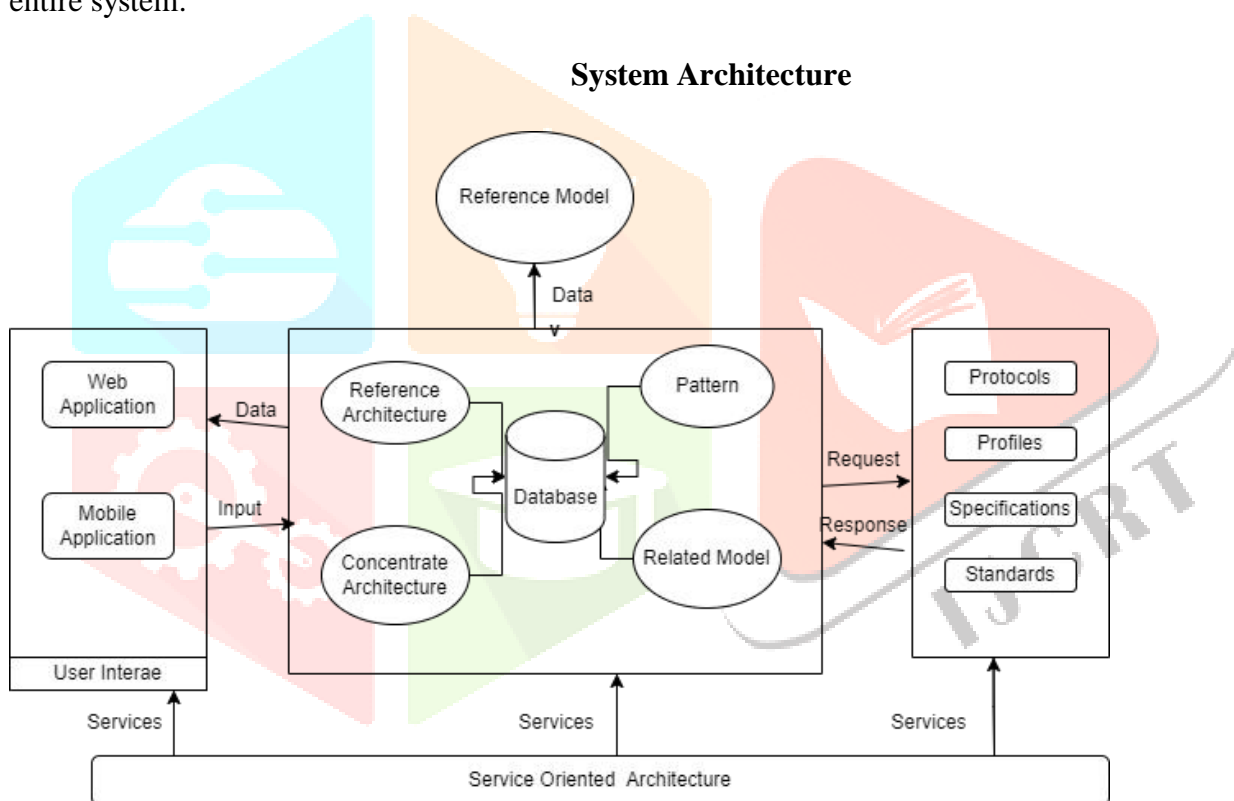 entire system.
System Architecture
Reference Model
Data
v
Web
Application
Mobile
Application
User Interae
Data
Input
Reference
Architecture
Concentrate
Architecture
Database
Pattern
Related Model
Request
Response
Protocols
Profiles
Specifications
Standards
IJCRT
Services
Services
Services
Service Oriented Architecture